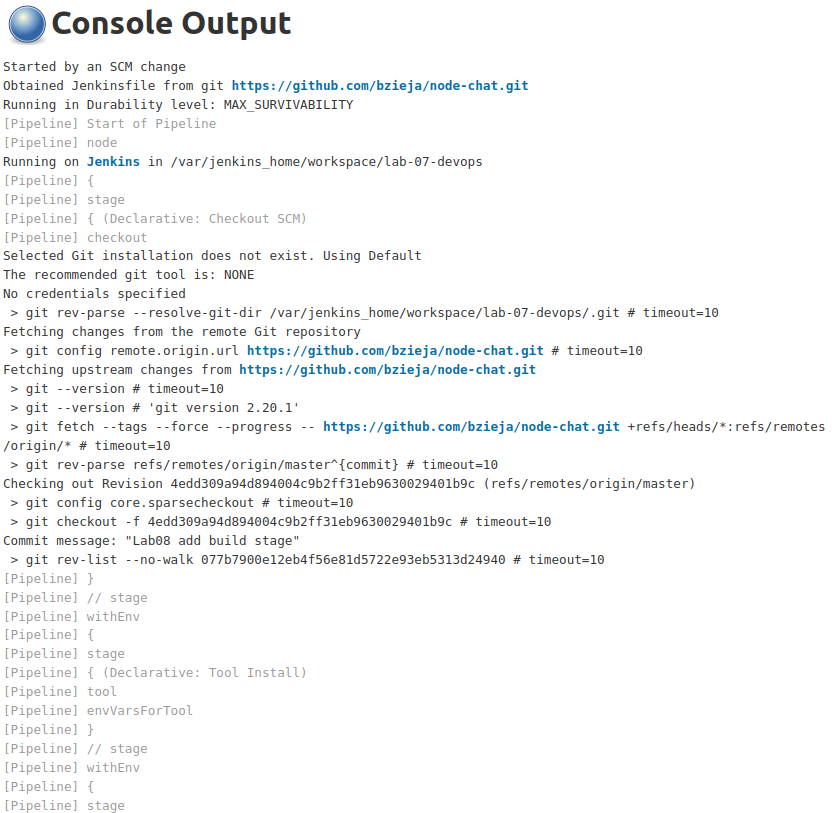 Console Output
Started by an SCM change
Obtained Jenkinsfile from git https://github.com/bzieja/node-chat.git
Running in Durability level: MAX_SURVIVABILITY
[Pipeline] Start of Pipeline
[Pipeline] node
Running on Jenkins in /var/jenkins_home/workspace/lab-07-devops
[Pipeline] {
[Pipeline] stage
[Pipeline] { (Declarative: Checkout SCM)
[Pipeline] checkout
Selected Git installation does not exist. Using Default
The recommended git tool is: NONE
No credentials specified
 > git rev-parse --resolve-git-dir /var/jenkins_home/workspace/lab-07-devops/.git # timeout=10
Fetching changes from the remote Git repository
 > git config remote.origin.url https://github.com/bzieja/node-chat.git # timeout=10
Fetching upstream changes from https://github.com/bzieja/node-chat.git
 > git --version # timeout=10
 > git --version # 'git version 2.20.1'
 > git fetch --tags --force --progress -- https://github.com/bzieja/node-chat.git +refs/heads/*:refs/remotes
/origin/* # timeout=10
 > git rev-parse refs/remotes/origin/master^{commit} # timeout=10
Checking out Revision 4edd309a94d894004c9b2ff31eb9630029401b9c (refs/remotes/origin/master)
 > git config core.sparsecheckout # timeout=10
 > git checkout -f 4edd309a94d894004c9b2ff31eb9630029401b9c # timeout=10
Commit message: "Lab08 add build stage"
 > git rev-list --no-walk 077b7900e12eb4f56e81d5722e93eb5313d24940 # timeout=10
[Pipeline] }
[Pipeline] // stage
[Pipeline] withEnv
[Pipeline] {
[Pipeline] stage
[Pipeline] { (Declarative: Tool Install)
[Pipeline] tool
[Pipeline] envVarsForTool
[Pipeline] }
[Pipeline] // stage
[Pipeline] withEnv
[Pipeline] {
[Pipeline] stage